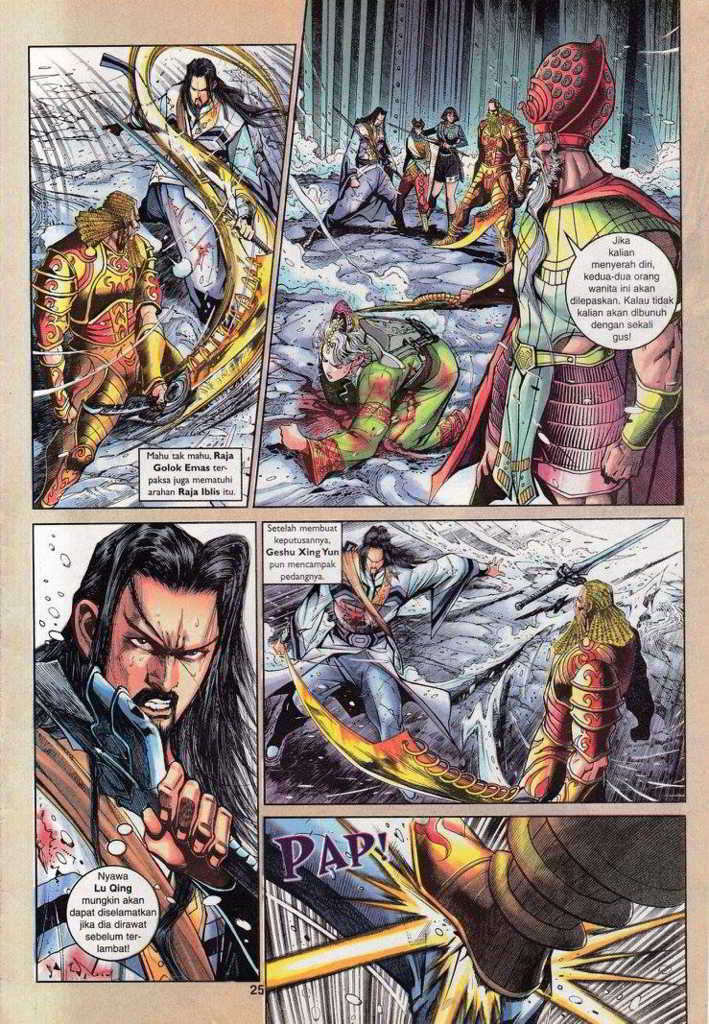 Mahu tak mahu, Raja
Golok Emas ter-
paksa juga mematuhi
arahan Raja Iblis itu.
Jika
kalian
menyerah diri,
kedua-dua orang
wanita ini akan
dilepaskan. Kalau tidak
kalian akan dibunuh
dengan sekali
gus!
Nyawa
Lu Qing
mungkin akan
dapat diselamatkan
jika dia dirawat
sebelum ter-
lambat!
Setelah membuat
keputusannya,
Geshu Xing Yun
pun mencampak
pedangnya.
PAP!
25